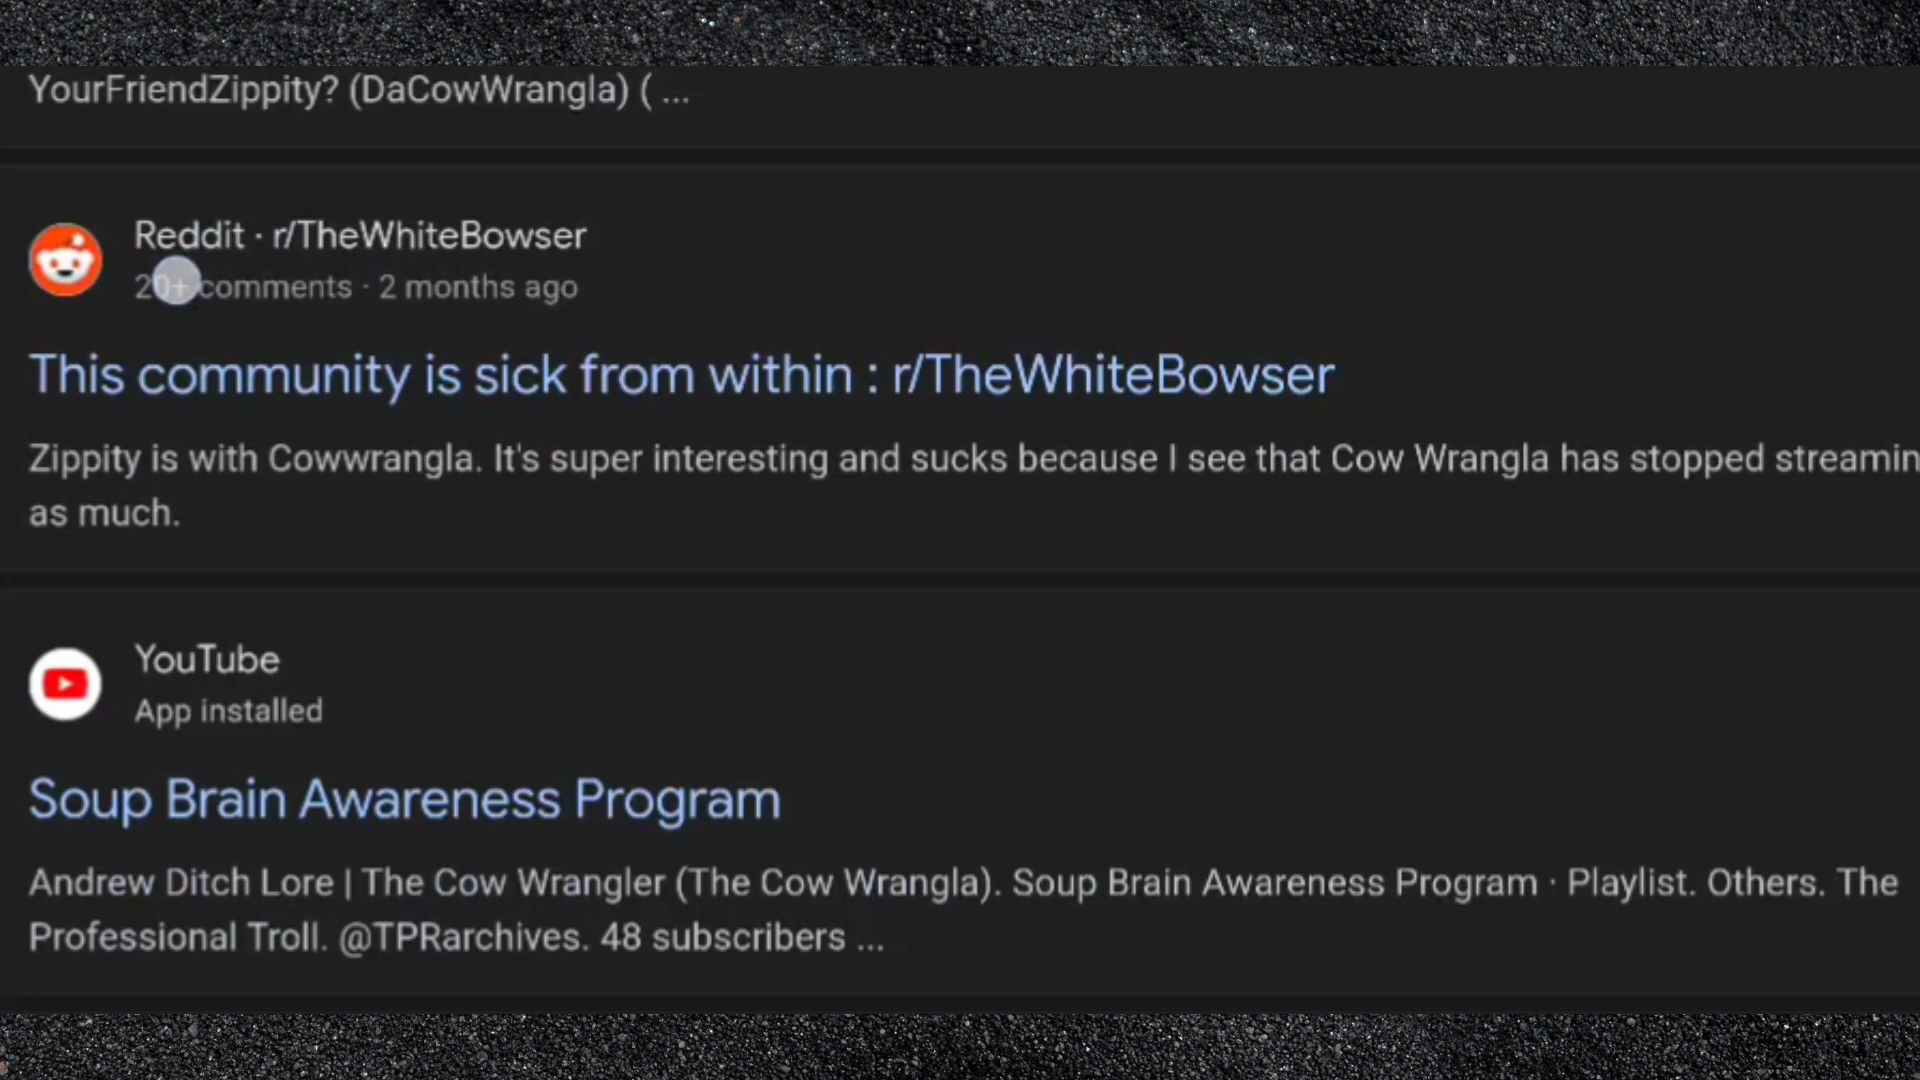 YourFriendZippity? (DaCowWrangla) ( ...
Reddit · r/TheWhiteBowser
20+ comments · 2 months ago
This community is sick from within : r/TheWhiteBowser
Zippity is with Cowwrangla. It's super interesting and sucks because I see that Cow Wrangla has stopped streamin
as much.
YouTube
App installed
Soup Brain Awareness Program
Andrew Ditch Lore | The Cow Wrangler (The Cow Wrangla). Soup Brain Awareness Program · Playlist. Others. The
Professional Troll. @TPRarchives. 48 subscribers ...